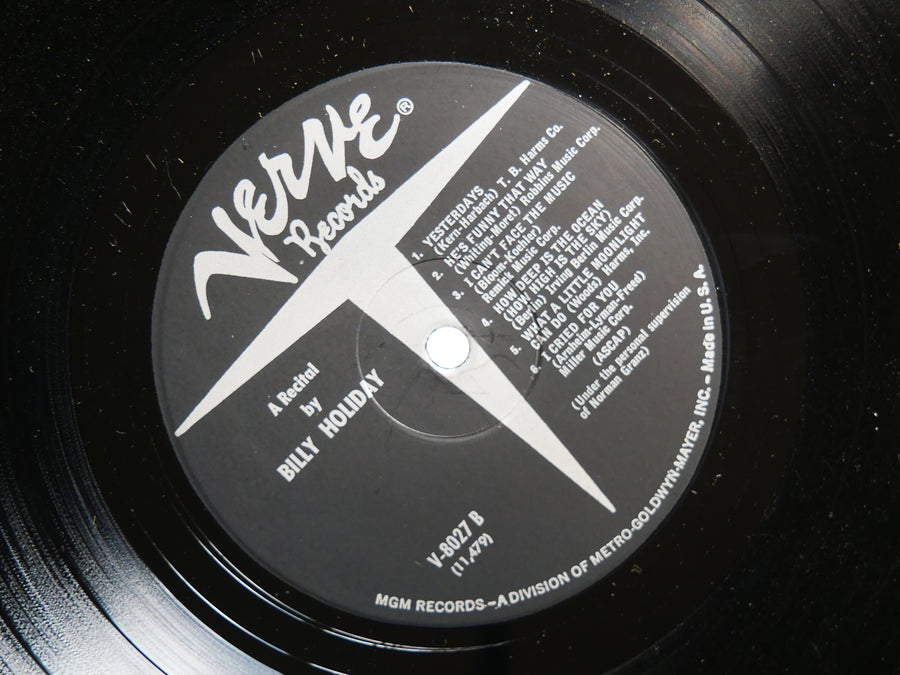 VERVE ®
Records
1. YESTERDAYS
(Kern-Harbach) T. B. Harms Co.
2. HE'S FUNNY THAT WAY
(Whiting-Moret) Robbins Music Corp.
3. I CAN'T FACE THE MUSIC
(Bloom-Koehler)
Remick Music Corp.
4. HOW DEEP IS THE OCEAN
(HOW HIGH IS THE SKY)
(Berlin) Irving Berlin Music Corp.
5. WHAT A LITTLE MOONLIGHT
CAN DO (Woods) Harms, Inc.
6. I CRIED FOR YOU
(Arnheim-Lyman-Freed)
Miller Music Corp.
(ASCAP)
(Under the personal supervision
of Norman Granz)
A Recital
by
BILLY HOLIDAY
V-8027 B
(11,479)
MGM RECORDS—A DIVISION OF METRO-GOLDWYN-MAYER, INC. – Made in U. S. A.